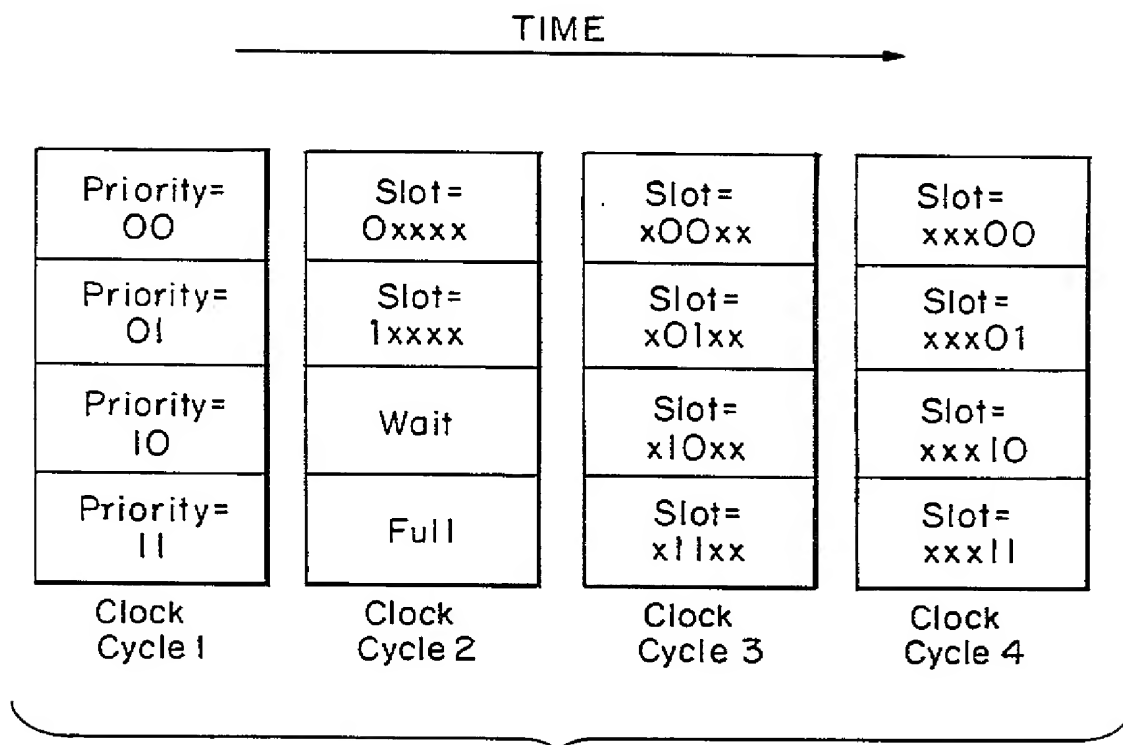 TIME
Priority=
00
Priority=
01
Priority=
10
Priority=
11
Clock
Cycle 1
Slot=
0xxxx
Slot=
1xxxx
Wait
Full
Clock
Cycle 2
Slot=
x00xx
Slot=
x01xx
Slot=
x10xx
Slot=
x11xx
Clock
Cycle 3
Slot=
xxx00
Slot=
xxx01
Slot=
xxx10
Slot=
xxx11
Clock
Cycle 4